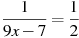 1/(9x − 7) = 1/2